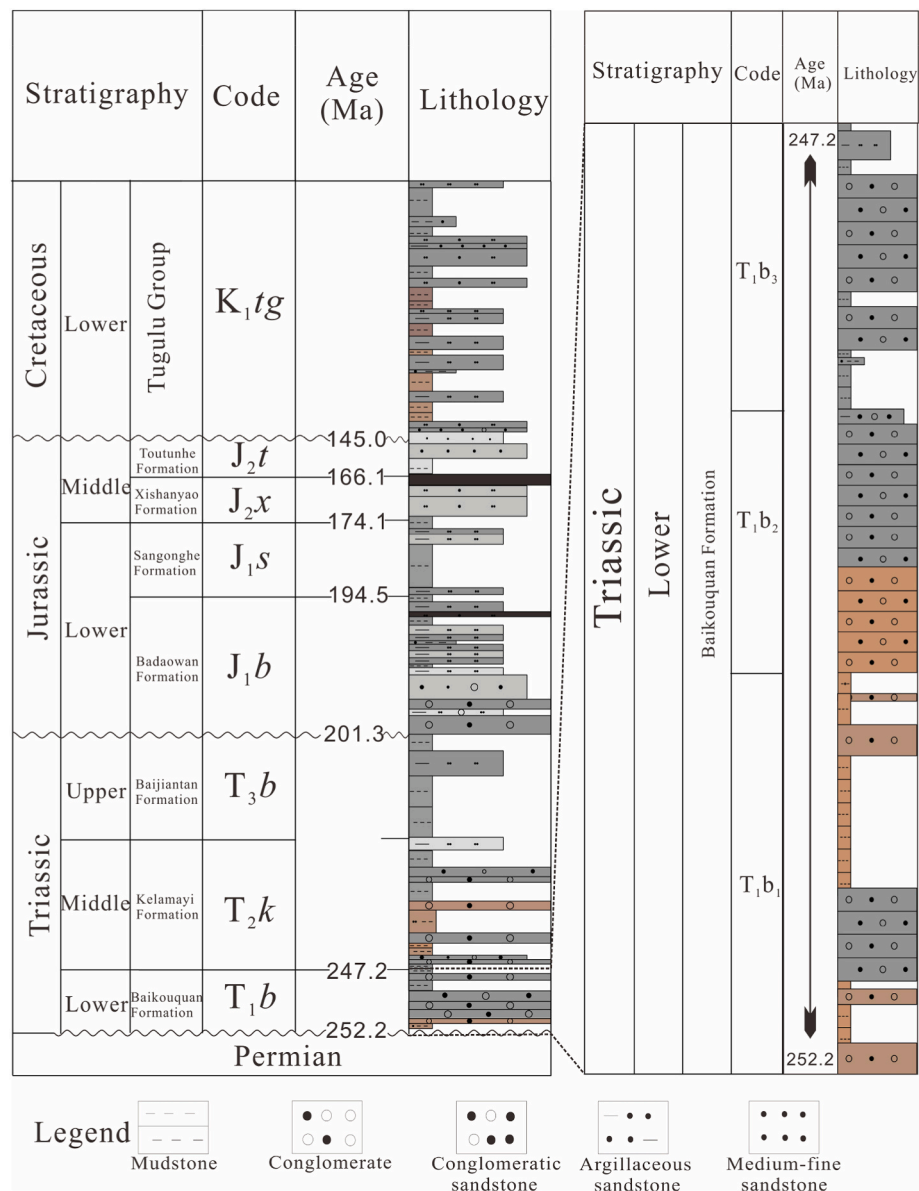 Stratigraphy Code Age (Ma) Lithology
Cretaceous
Lower
Tugulu Group
K₁tg
145.0
Jurassic
Middle
Toutunhe Formation
J₂t
166.1
Xishanyao Formation
J₂x
174.1
Lower
Sangonghe Formation
J₁s
194.5
Badaowan Formation
J₁b
201.3
Triassic
Upper
Baijiantan Formation
T₃b
Middle
Kelamayi Formation
T₂k
247.2
Lower
Baikouquan Formation
T₁b
252.2
Permian
Stratigraphy Code Age (Ma) Lithology
Triassic
Lower
Baikouquan Formation
247.2
T₁b₃
T₁b₂
T₁b₁
252.2
Legend
Mudstone
Conglomerate
Conglomeratic sandstone
Argillaceous sandstone
Medium-fine sandstone